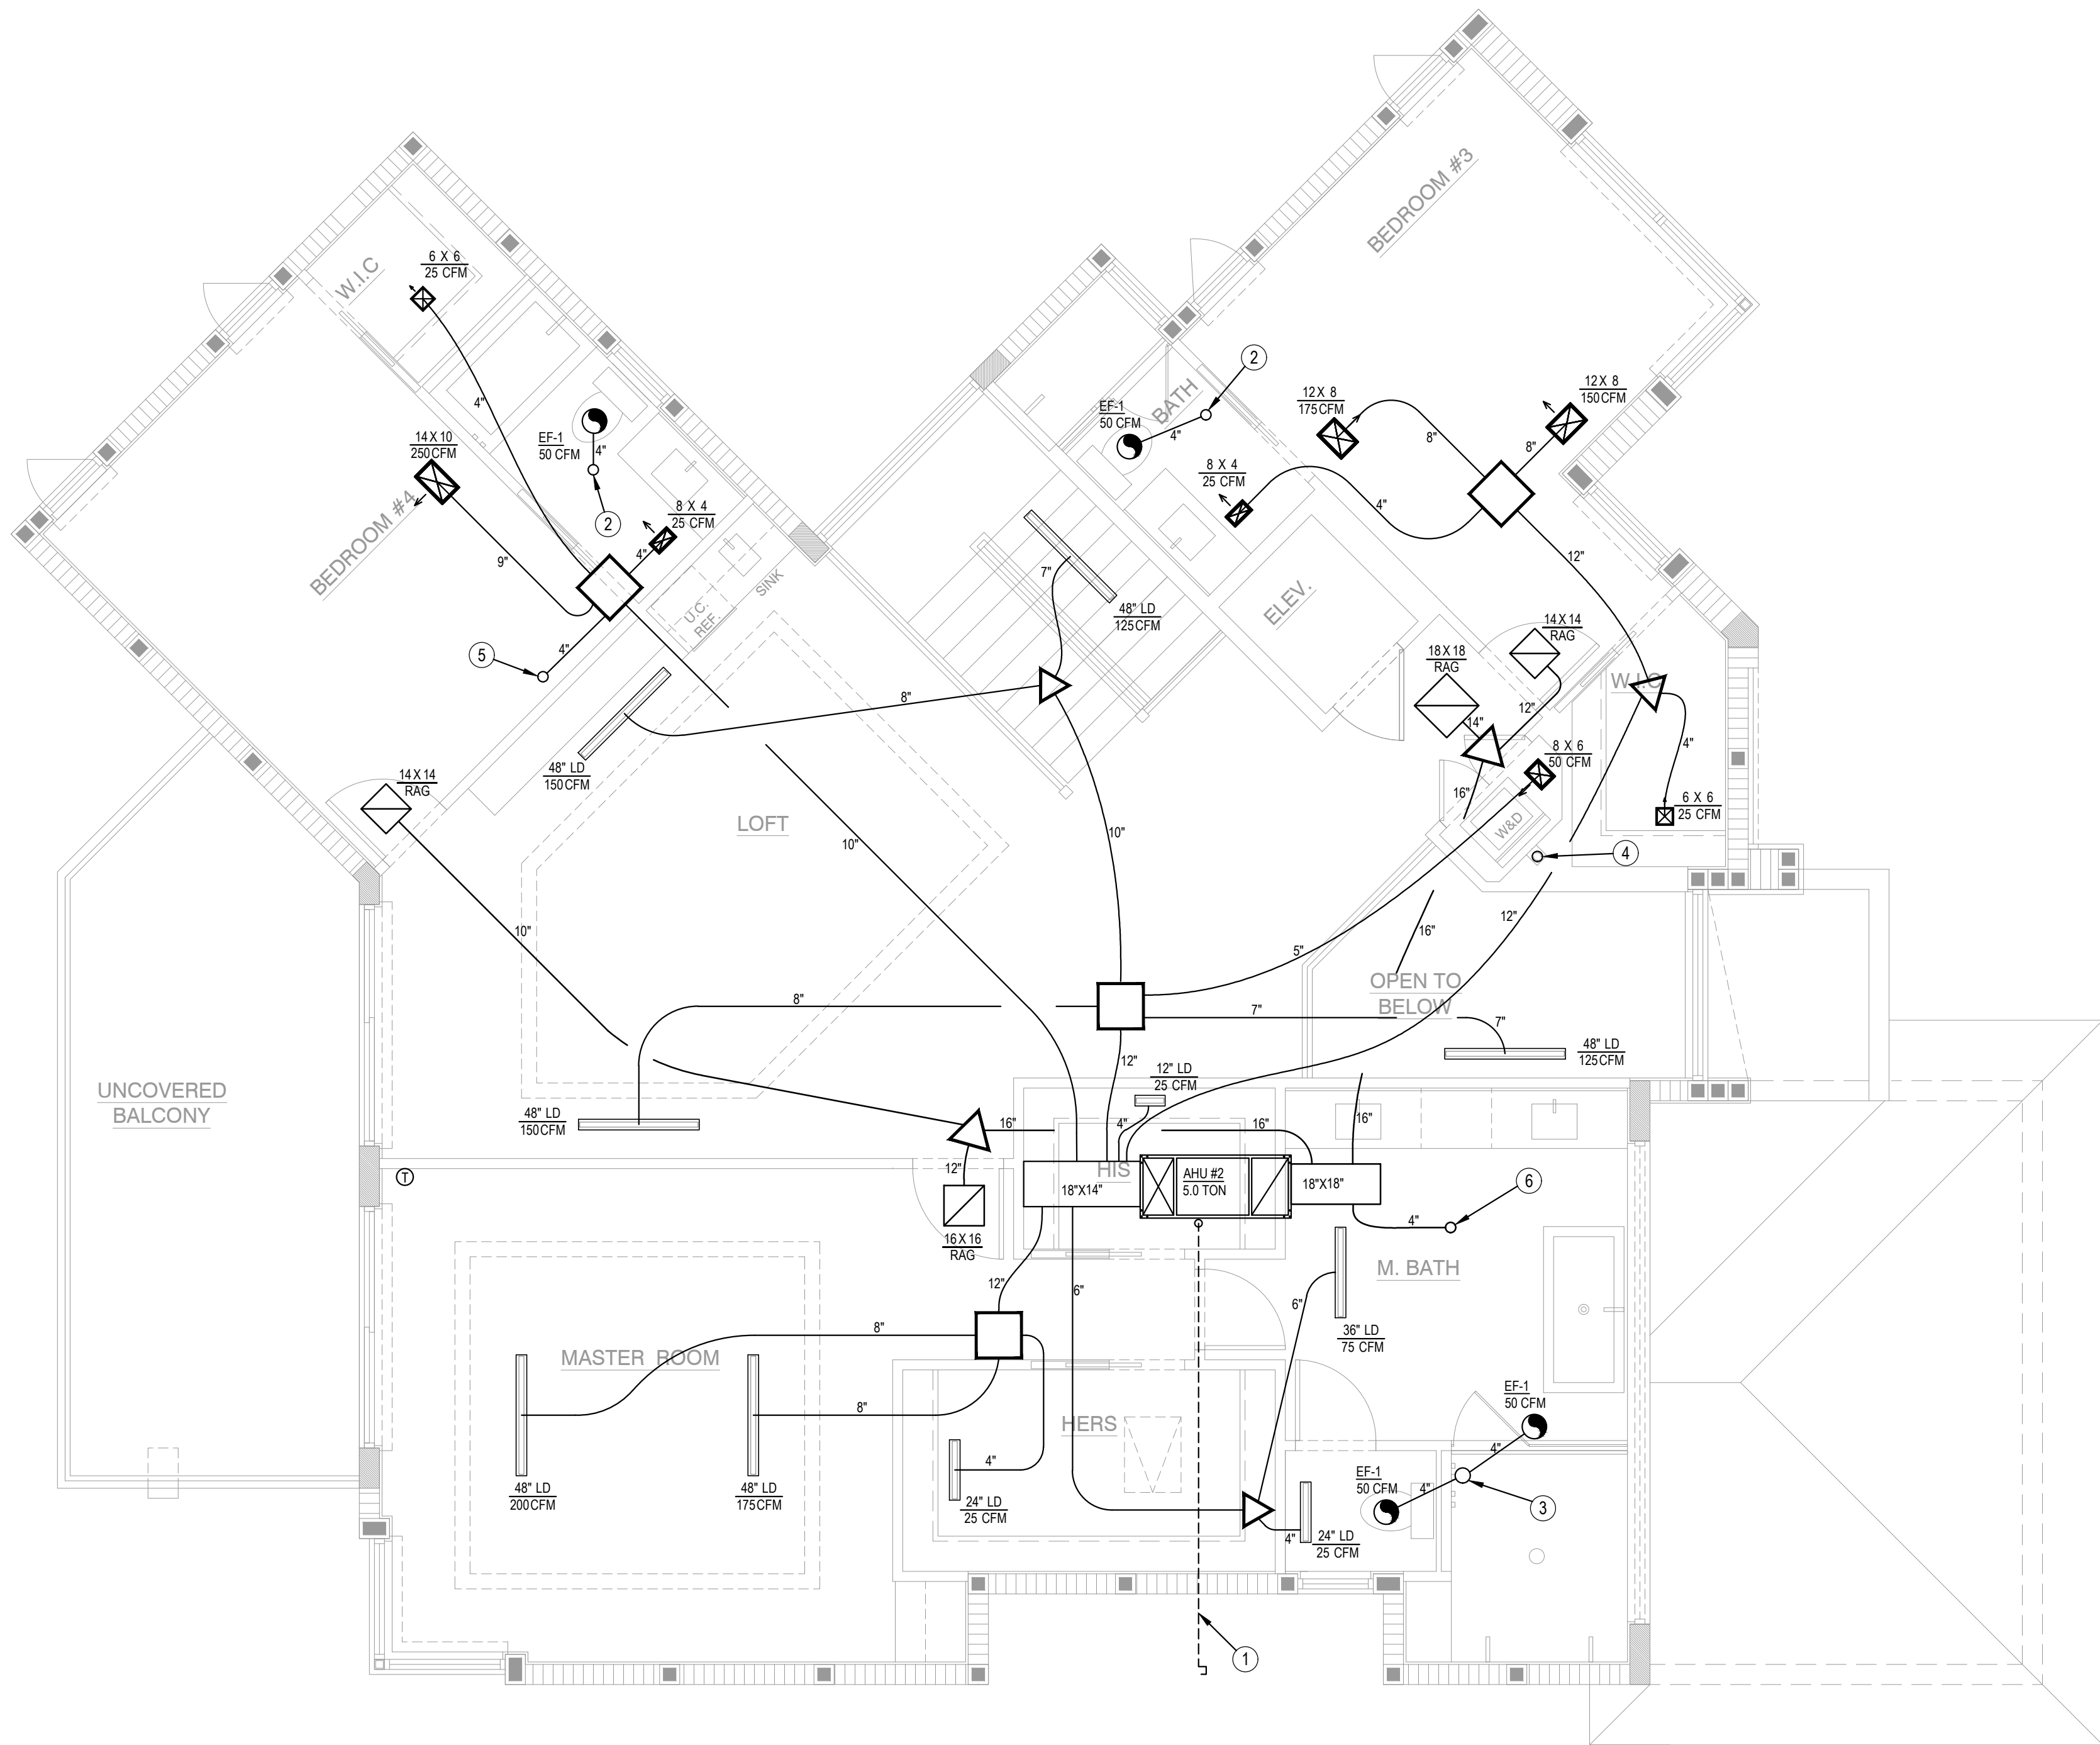 BEDROOM #3
W.I.C
6 X 6
25 CFM
2
12 X 8
175 CFM
12 X 8
150 CFM
BATH
EF-1
50 CFM
4"
4"
8"
8"
14 X 10
250 CFM
EF-1
50 CFM
4"
8 X 4
25 CFM
4"
8 X 4
25 CFM
2
BEDROOM #4
9"
4"
12"
7"
SINK
U.C.
REF.
ELEV.
48" LD
125 CFM
14 X 14
RAG
18 X 18
RAG
5
4"
W.I.C
8"
12"
14"
4"
8 X 6
50 CFM
48" LD
150 CFM
14 X 14
RAG
16"
6 X 6
25 CFM
LOFT
10"
10"
W&D
4
10"
12"
16"
5"
OPEN TO
BELOW
8"
7"
7"
48" LD
125 CFM
12"
12" LD
25 CFM
UNCOVERED
BALCONY
48" LD
150 CFM
16"
4"
16"
16"
12"
T
HIS
18"X14"
AHU #2
5.0 TON
18"X18"
6
4"
16 X 16
RAG
M. BATH
12"
6"
6"
8"
36" LD
75 CFM
MASTER ROOM
EF-1
50 CFM
8"
HERS
4"
4"
EF-1
50 CFM
4"
48" LD
200 CFM
48" LD
175 CFM
24" LD
25 CFM
3
4"
24" LD
25 CFM
1